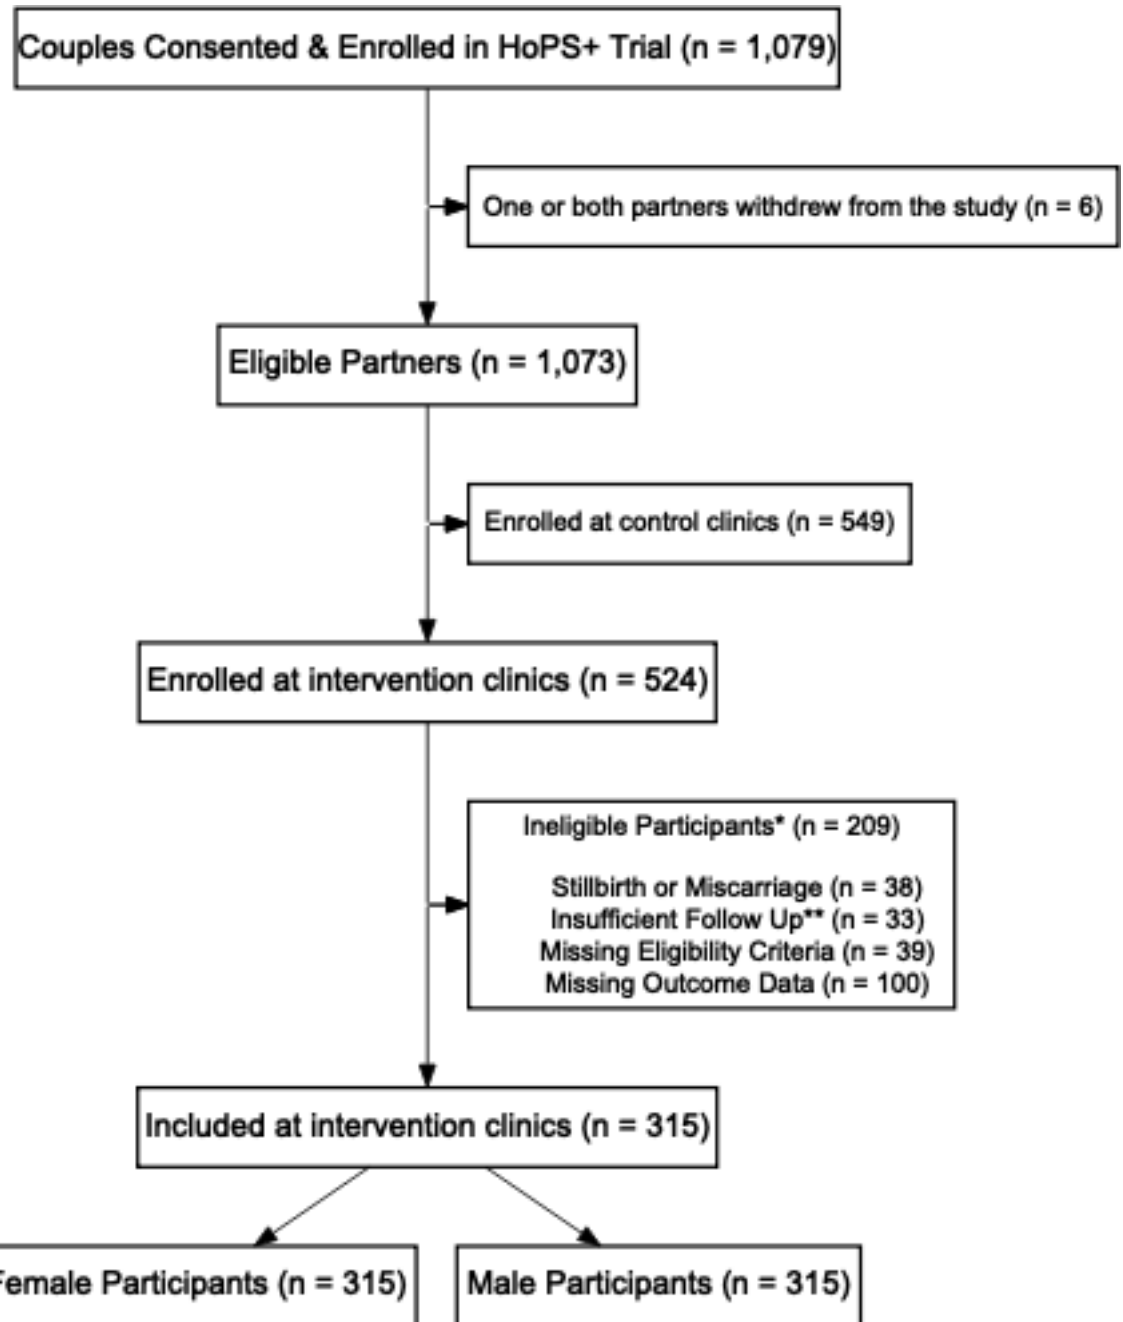 Couples Consented & Enrolled in HoPS+ Trial (n = 1,079)
One or both partners withdrew from the study (n = 6)
Eligible Partners (n = 1,073)
Enrolled at control clinics (n = 549)
Enrolled at intervention clinics (n = 524)
Ineligible Participants* (n = 209)
Stillbirth or Miscarriage (n = 38)
Insufficient Follow Up** (n = 33)
Missing Eligibility Criteria (n = 39)
Missing Outcome Data (n = 100)
Included at intervention clinics (n = 315)
Female Participants (n = 315)
Male Participants (n = 315)